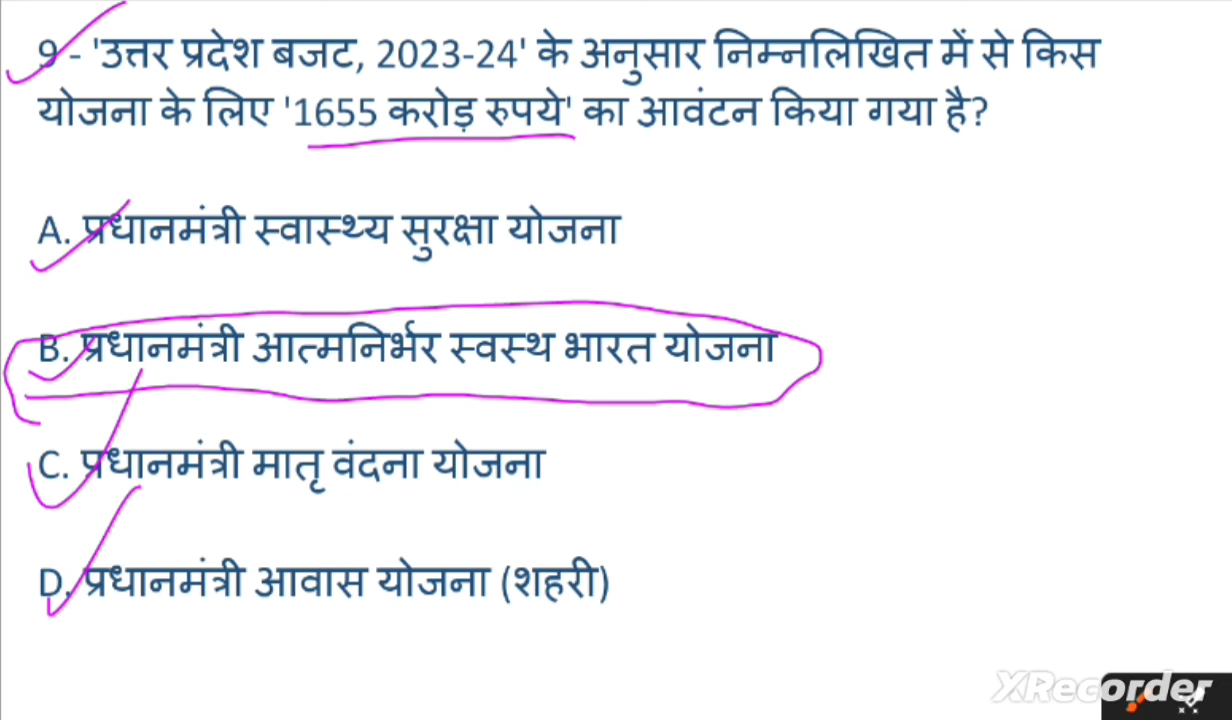 9 - 'उत्तर प्रदेश बजट, 2023-24' के अनुसार निम्नलिखित में से किस
योजना के लिए '1655 करोड़ रुपये' का आवंटन किया गया है?
A. प्रधानमंत्री स्वास्थ्य सुरक्षा योजना
B. प्रधानमंत्री आत्मनिर्भर स्वस्थ भारत योजना
C. प्रधानमंत्री मातृ वंदना योजना
D. प्रधानमंत्री आवास योजना (शहरी)
XRecorder